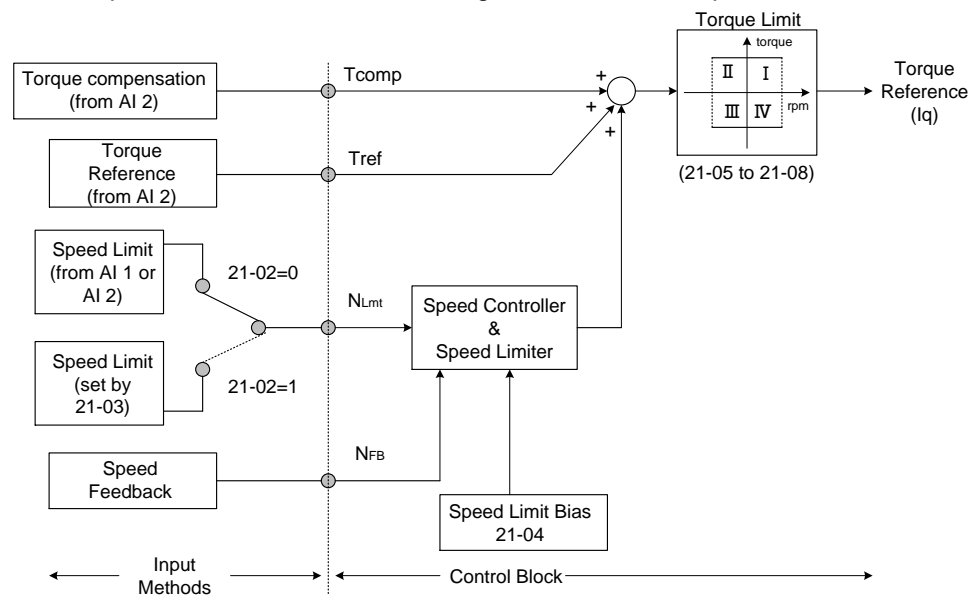 Torque Limit
torque
Ⅱ
Ⅰ
Ⅲ
Ⅳ
rpm
(21-05 to 21-08)
Torque
Reference
(Iq)
Torque compensation
(from AI 2)
Tcomp
+
+
+
Torque
Reference
(from AI 2)
Tref
Speed Limit
(from AI 1 or
AI 2)
21-02=0
NLmt
Speed Controller
&
Speed Limiter
Speed Limit
(set by
21-03)
21-02=1
Speed
Feedback
NFB
Speed Limit Bias
21-04
Input
Methods
Control Block